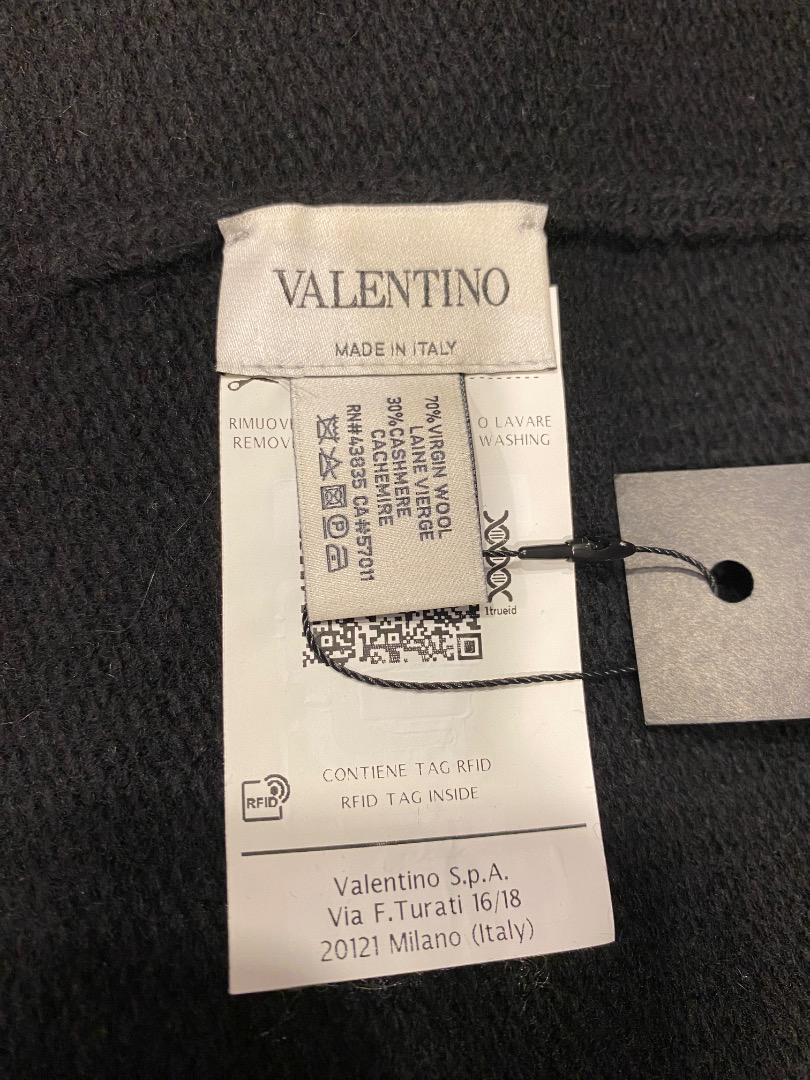 VALENTINO
MADE IN ITALY
RIMUOV
O LAVARE
REMOV
WASHING
70% VIRGIN WOOL
LAINE VIERGE
30% CASHMERE
CACHEMIRE
RN# 43835 CA# 57011
1trueid
CONTIENE TAG RFID
RFID TAG INSIDE
RFID
Valentino S.p.A.
Via F.Turati 16/18
20121 Milano (Italy)